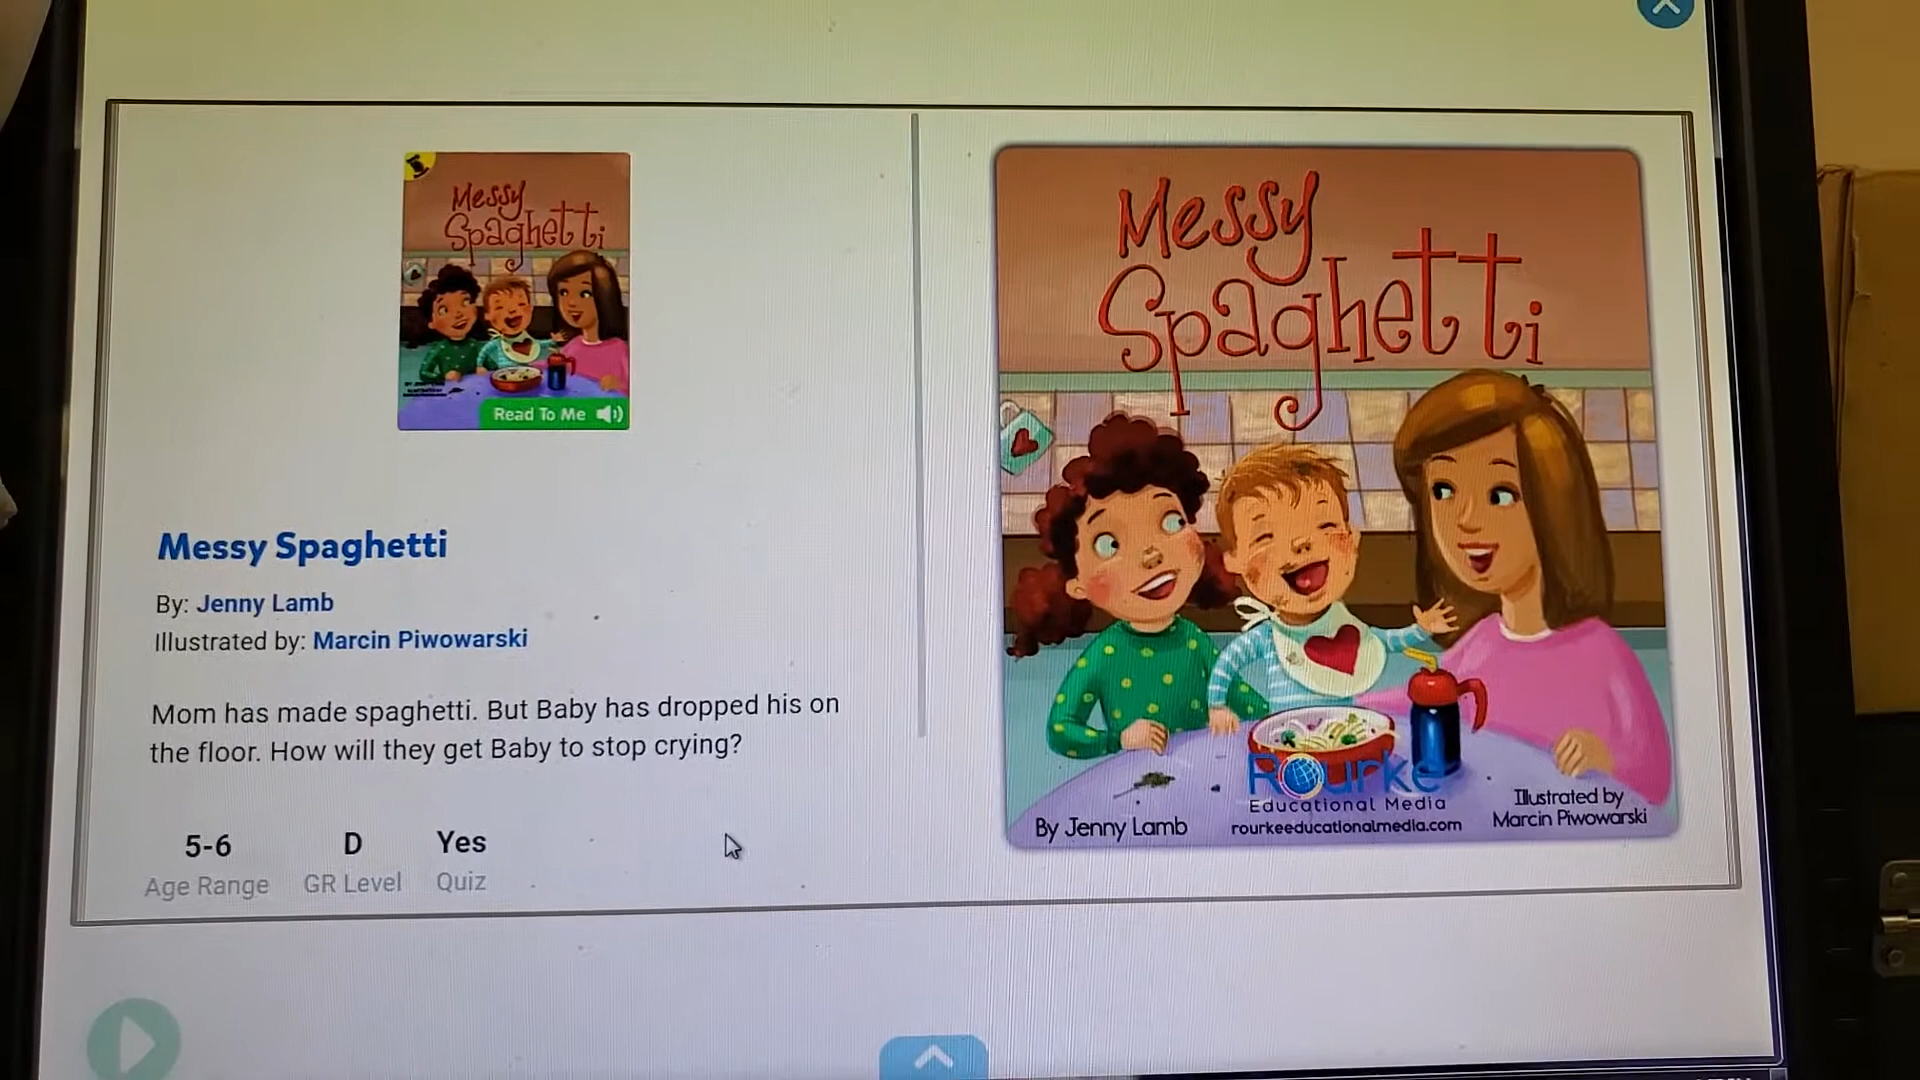 Messy
Spaghetti
Read To Me
Messy Spaghetti
By: Jenny Lamb
Illustrated by: Marcin Piwowarski
Mom has made spaghetti. But Baby has dropped his on
the floor. How will they get Baby to stop crying?
5-6
Age Range
D
GR Level
Yes
Quiz
Messy
Spaghetti
By Jenny Lamb
Rourke
Educational Media
rourkeeducationalmedia.com
Illustrated by
Marcin Piwowarski